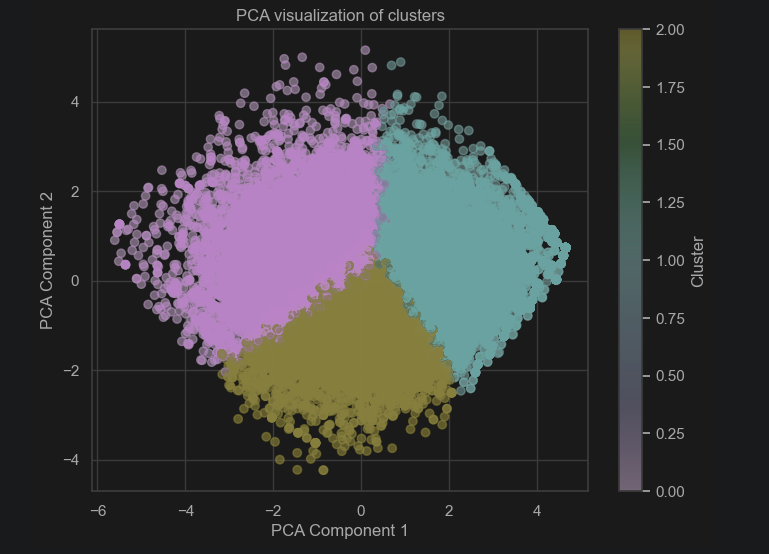 PCA visualization of clusters
2.00
4
1.75
1.50
2
1.25
PCA Component 2
Cluster
0
1.00
0.75
−2
0.50
0.25
−4
0.00
−6 −4 −2 0 2 4
PCA Component 1